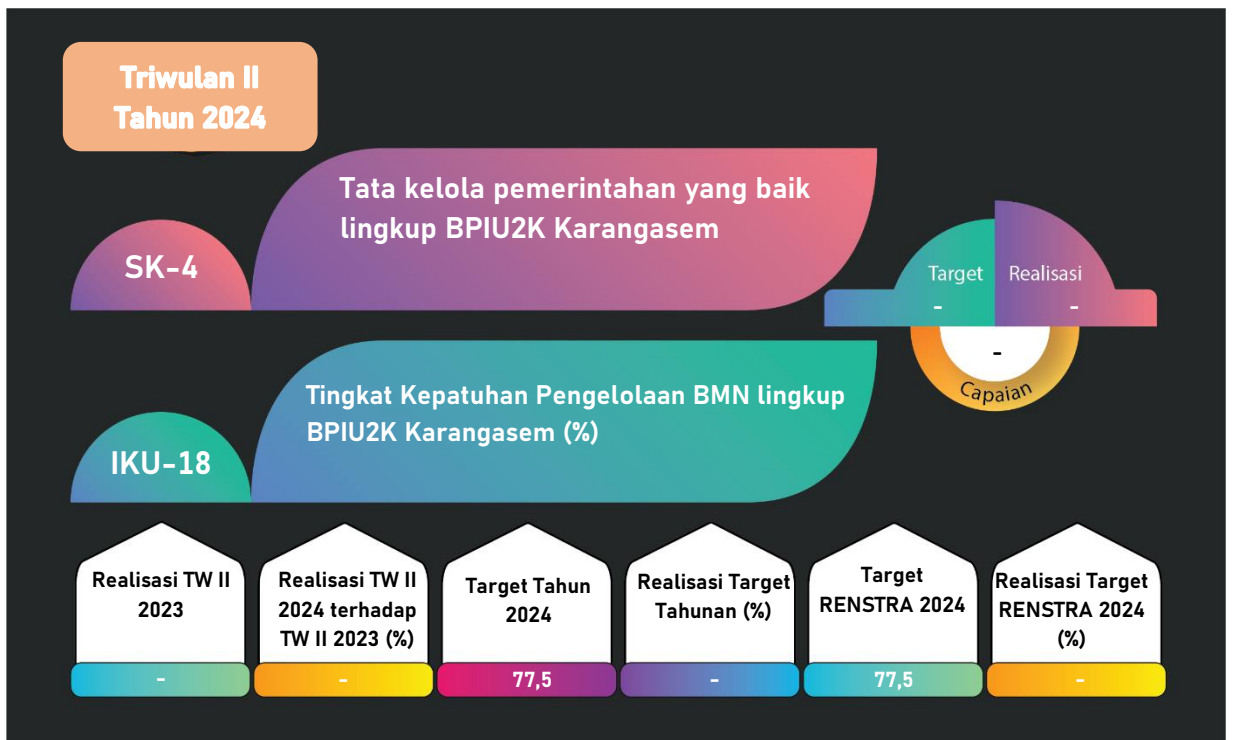 Triwulan II
Tahun 2024
Tata kelola pemerintahan yang baik
lingkup BPIU2K Karangasem
SK-4
Target
Realisasi
-
-
-
Capaian
Tingkat Kepatuhan Pengelolaan BMN lingkup
BPIU2K Karangasem (%)
IKU-18
Realisasi TW II
2023
-
Realisasi TW II
2024 terhadap
TW II 2023 (%)
-
Target Tahun
2024
77,5
Realisasi Target
Tahunan (%)
-
Target
RENSTRA 2024
77,5
Realisasi Target
RENSTRA 2024
(%)
-